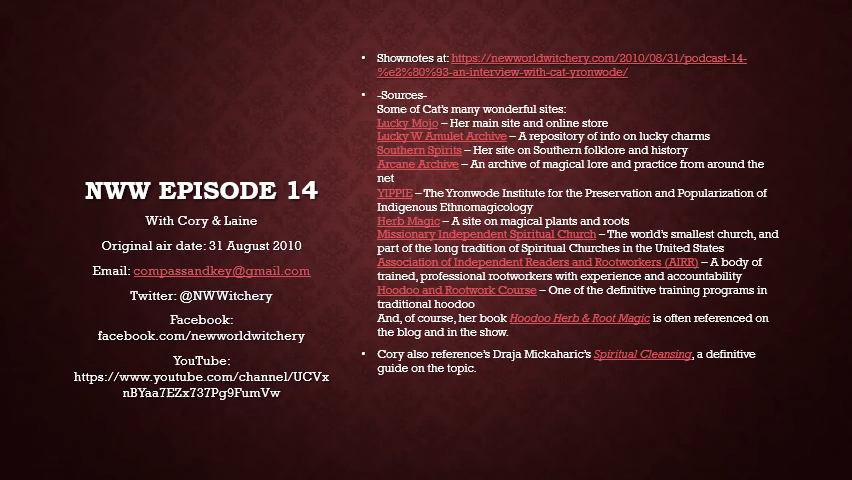 NWW EPISODE 14
With Cory & Laine
Original air date: 31 August 2010
Email: compassandkey@gmail.com
Twitter: @NWWitchery
Facebook:
facebook.com/newworldwitchery
YouTube:
https://www.youtube.com/channel/UCVx
nBYaa7EZx737Pg9FumVw
• Shownotes at: https://newworldwitchery.com/2010/08/31/podcast-14-
%e2%80%93-an-interview-with-cat-yronwode/
• -Sources-
Some of Cat's many wonderful sites:
Lucky Mojo – Her main site and online store
Lucky W Amulet Archive – A repository of info on lucky charms
Southern Spirits – Her site on Southern folklore and history
Arcane Archive – An archive of magical lore and practice from around the
net
YIPPIE – The Yronwode Institute for the Preservation and Popularization of
Indigenous Ethnomagicology
Herb Magic – A site on magical plants and roots
Missionary Independent Spiritual Church – The world's smallest church, and
part of the long tradition of Spiritual Churches in the United States
Association of Independent Readers and Rootworkers (AIRR) – A body of
trained, professional rootworkers with experience and accountability
Hoodoo and Rootwork Course – One of the definitive training programs in
traditional hoodoo
And, of course, her book Hoodoo Herb & Root Magic is often referenced on
the blog and in the show.
• Cory also reference's Draja Mickaharic's Spiritual Cleansing, a definitive
guide on the topic.